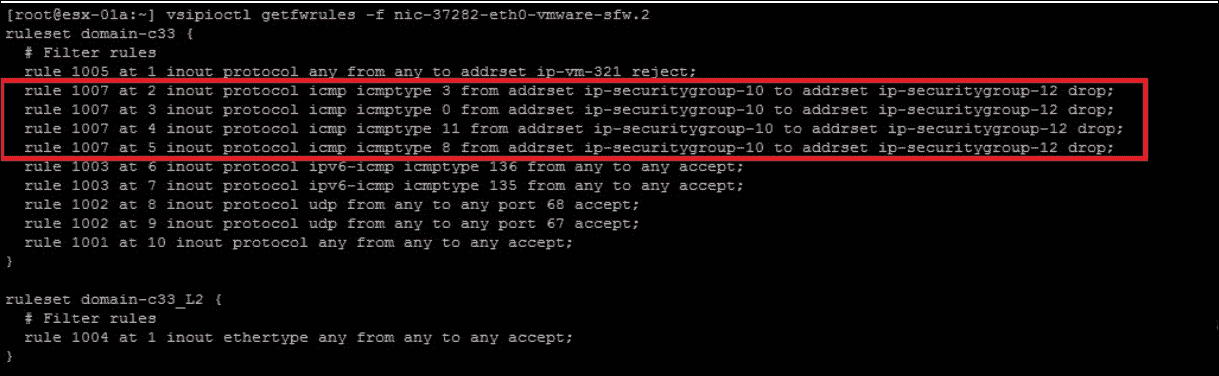 [root@esx-01a:~] vsipioctl getfwrules -f nic-37282-eth0-vmware-sfw.2
ruleset domain-c33 {
  # Filter rules
  rule 1005 at 1 inout protocol any from any to addrset ip-vm-321 reject;
  rule 1007 at 2 inout protocol icmp icmptype 3 from addrset ip-securitygroup-10 to addrset ip-securitygroup-12 drop;
  rule 1007 at 3 inout protocol icmp icmptype 0 from addrset ip-securitygroup-10 to addrset ip-securitygroup-12 drop;
  rule 1007 at 4 inout protocol icmp icmptype 11 from addrset ip-securitygroup-10 to addrset ip-securitygroup-12 drop;
  rule 1007 at 5 inout protocol icmp icmptype 8 from addrset ip-securitygroup-10 to addrset ip-securitygroup-12 drop;
  rule 1003 at 6 inout protocol ipv6-icmp icmptype 136 from any to any accept;
  rule 1003 at 7 inout protocol ipv6-icmp icmptype 135 from any to any accept;
  rule 1002 at 8 inout protocol udp from any to any port 68 accept;
  rule 1002 at 9 inout protocol udp from any to any port 67 accept;
  rule 1001 at 10 inout protocol any from any to any accept;
}
ruleset domain-c33_L2 {
  # Filter rules
  rule 1004 at 1 inout ethertype any from any to any accept;
}